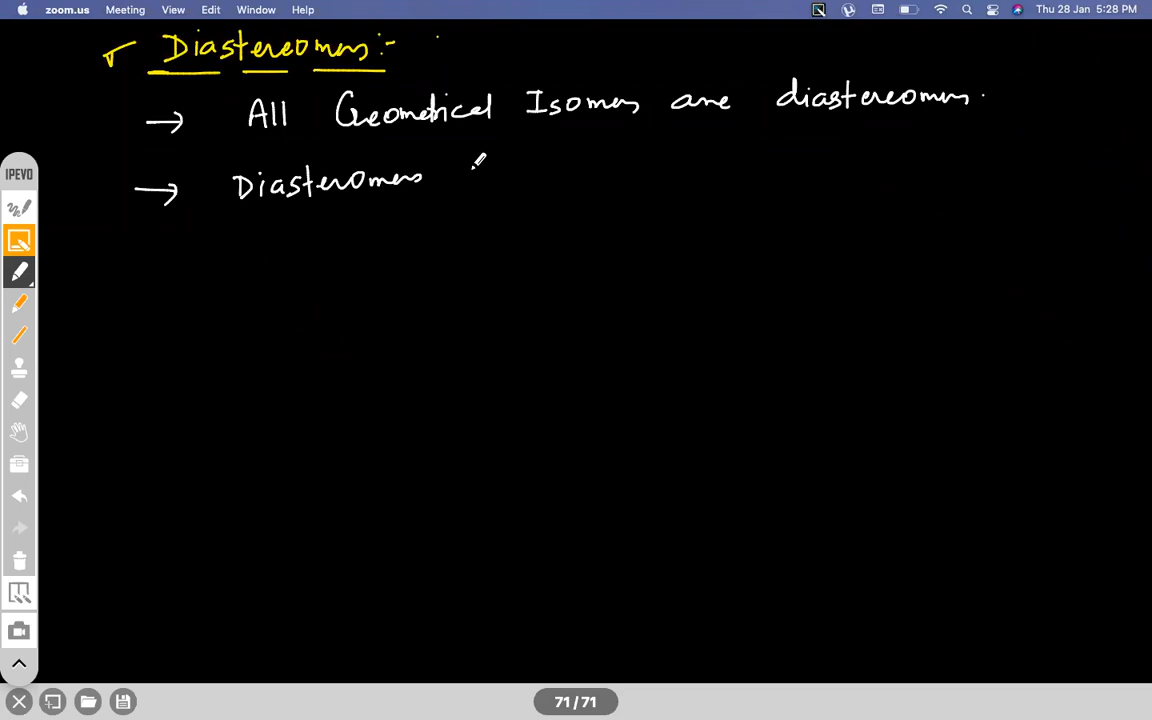 zoom.us Meeting View Edit Window Help Thu 28 Jan 5:28 PM
Diastereomers:-
→ All Geometrical Isomers are diastereomers.
IPEVO
→ Diasteromers
71/71